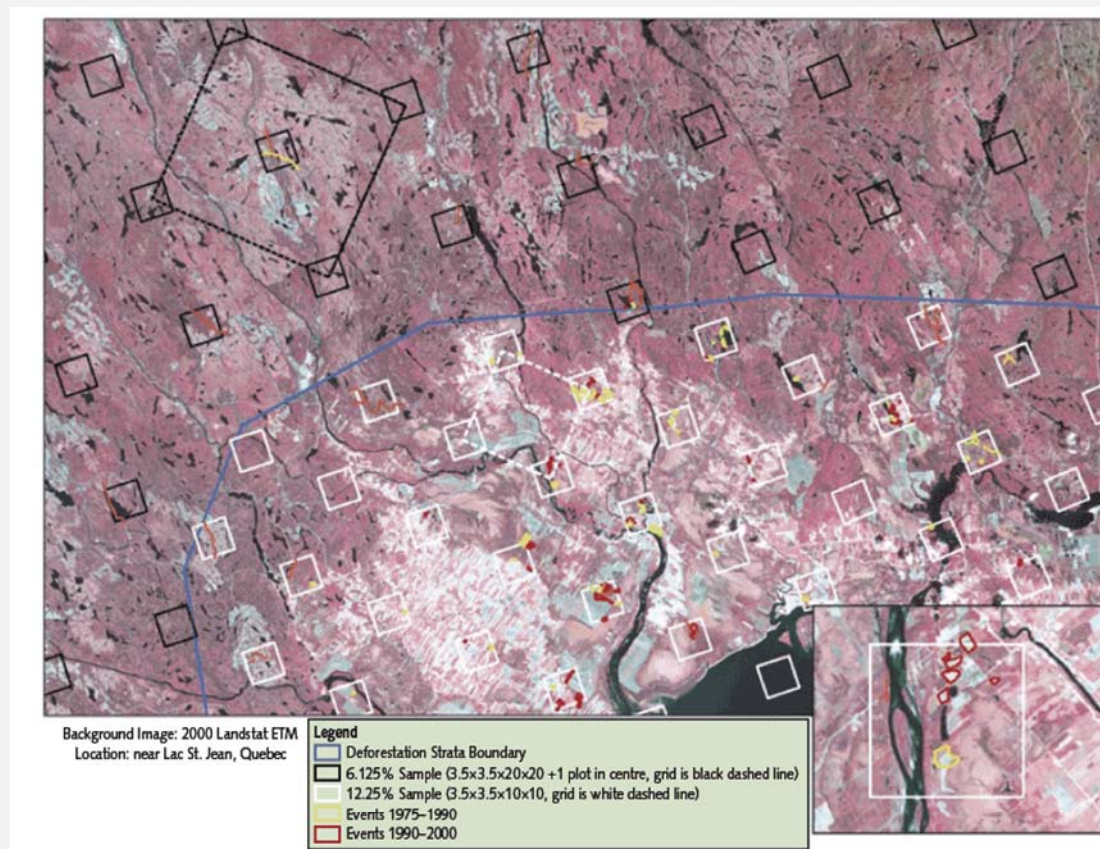 Background Image: 2000 Landstat ETM
Location: near Lac St. Jean, Quebec
Legend
Deforestation Strata Boundary
6.125% Sample (3.5×3.5×20×20 +1 plot in centre, grid is black dashed line)
12.25% Sample (3.5×3.5×10×10, grid is white dashed line)
Events 1975–1990
Events 1990–2000